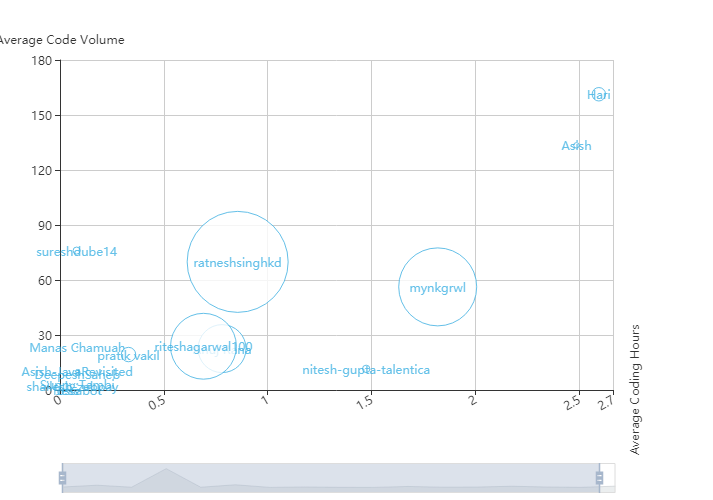 Average Code Volume
180
150
120
90
60
30
0
Hari
Asish
sureshdube14
ratneshsinghkd
mynkgrwl
riteshagarwal100
Manas Chamuah
pratik vakil
nitesh-gupta-talentica
0
0.5
1
1.5
2
2.5
2.7
Average Coding Hours